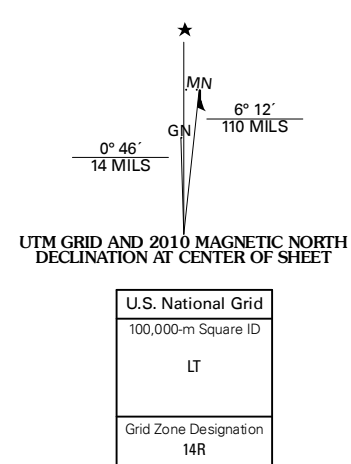 MN
6° 12´
110 MILS
GN
0° 46´
14 MILS
UTM GRID AND 2010 MAGNETIC NORTH
DECLINATION AT CENTER OF SHEET
U.S. National Grid
100,000-m Square ID
LT
Grid Zone Designation
14R